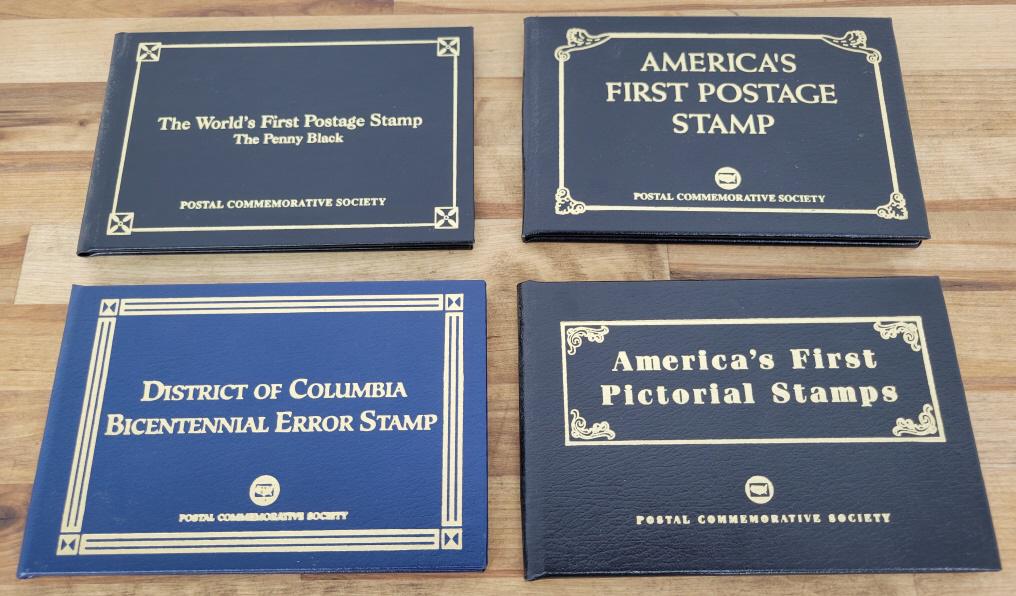 The World's First Postage Stamp
The Penny Black
POSTAL COMMEMORATIVE SOCIETY
AMERICA'S
FIRST POSTAGE
STAMP
POSTAL COMMEMORATIVE SOCIETY
DISTRICT OF COLUMBIA
BICENTENNIAL ERROR STAMP
POSTAL COMMEMORATIVE SOCIETY
America's First
Pictorial Stamps
POSTAL COMMEMORATIVE SOCIETY